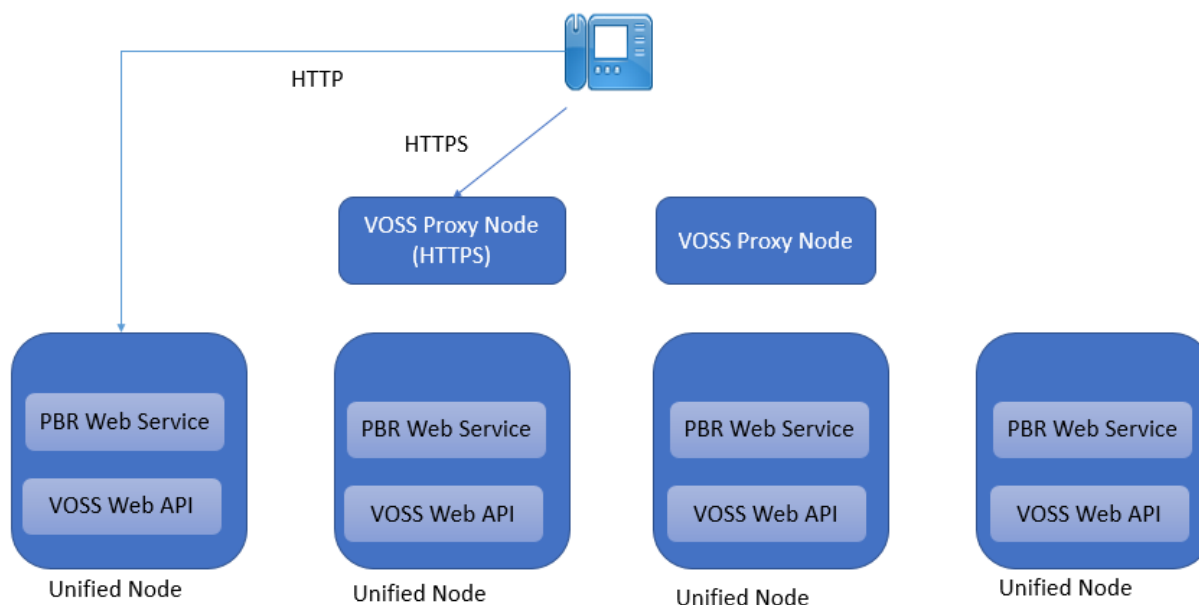 HTTP
HTTPS
VOSS Proxy Node
(HTTPS)
VOSS Proxy Node
PBR Web Service
VOSS Web API
Unified Node
PBR Web Service
VOSS Web API
Unified Node
PBR Web Service
VOSS Web API
Unified Node
PBR Web Service
VOSS Web API
Unified Node